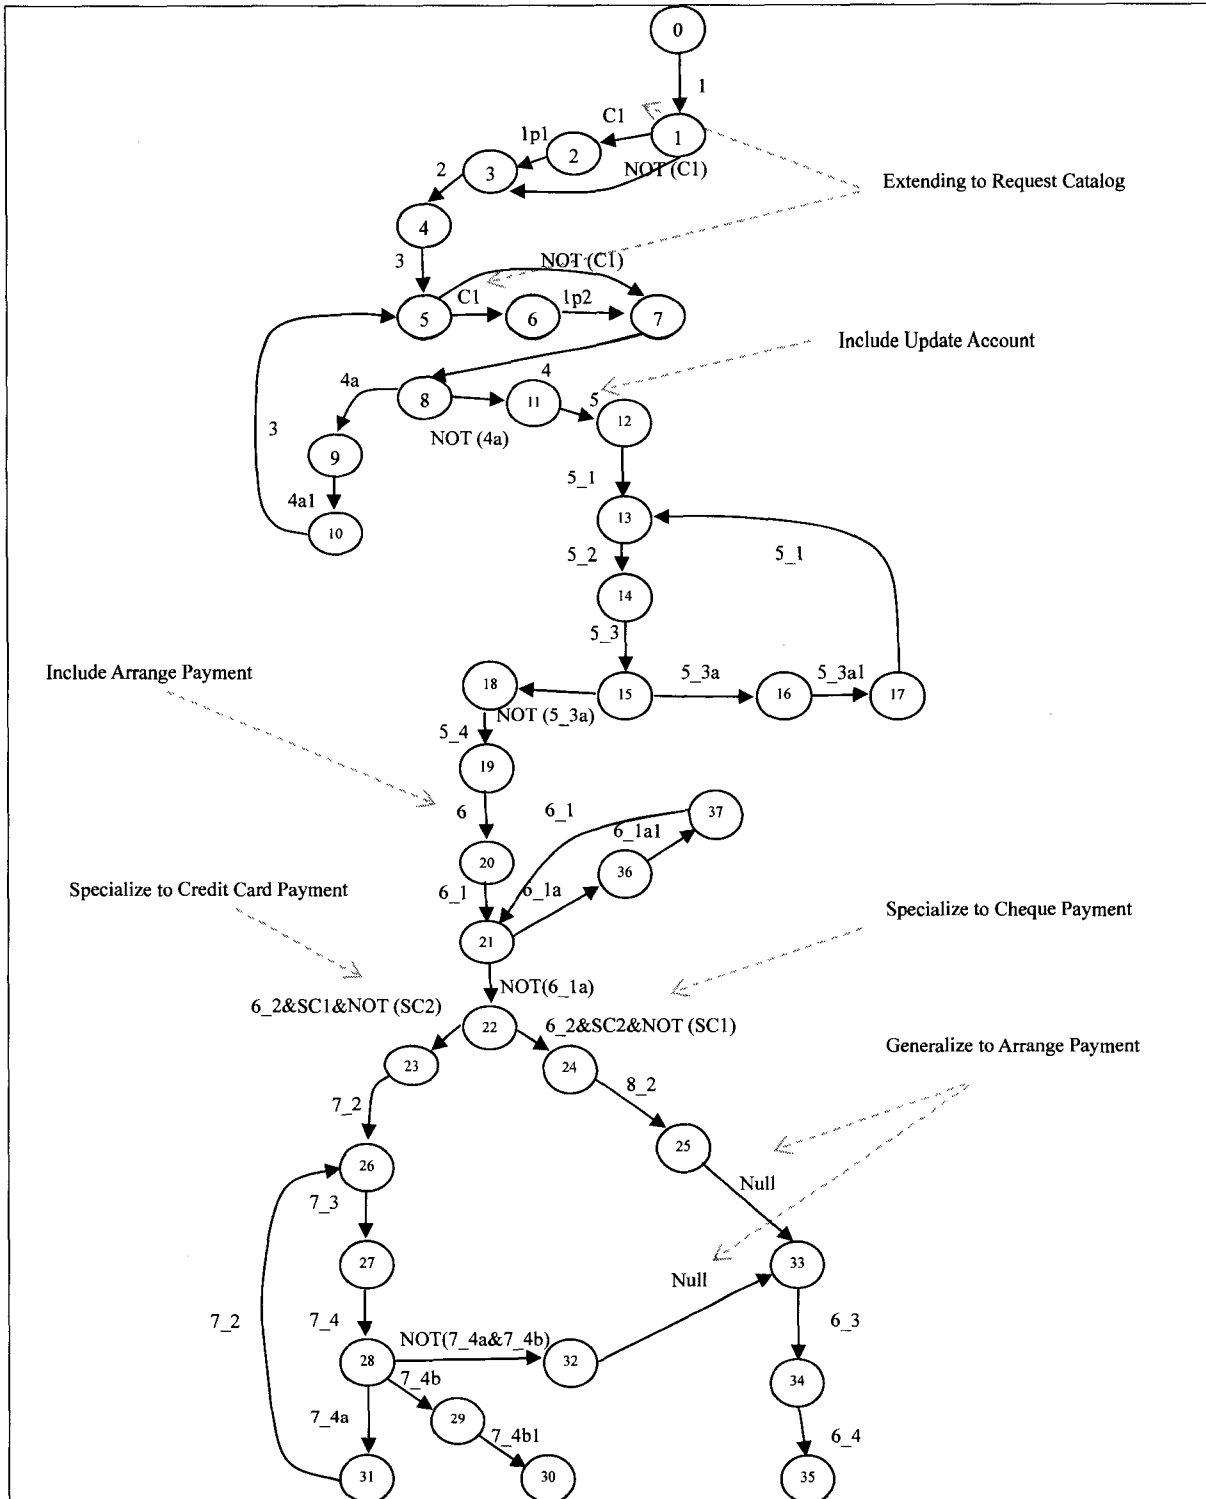 0
1
C1
1
1p1
2
NOT (C1)
3
2
Extending to Request Catalog
4
3
NOT (C1)
C1
1p2
5
6
7
Include Update Account
4
4a
8
11
5
12
NOT (4a)
3
9
5_1
4a1
10
13
5_2
5_1
14
5_3
Include Arrange Payment
18
15
5_3a
16
5_3a1
17
NOT (5_3a)
5_4
19
6
6_1
37
6_1a1
20
36
Specialize to Credit Card Payment
6_1
6_1a
Specialize to Cheque Payment
21
NOT(6_1a)
6_2&SC1&NOT (SC2)
22
6_2&SC2&NOT (SC1)
Generalize to Arrange Payment
23
24
8_2
7_2
25
26
Null
7_3
27
33
Null
7_2
7_4
6_3
NOT(7_4a&7_4b)
28
32
7_4b
34
7_4a
29
7_4b1
6_4
31
30
35